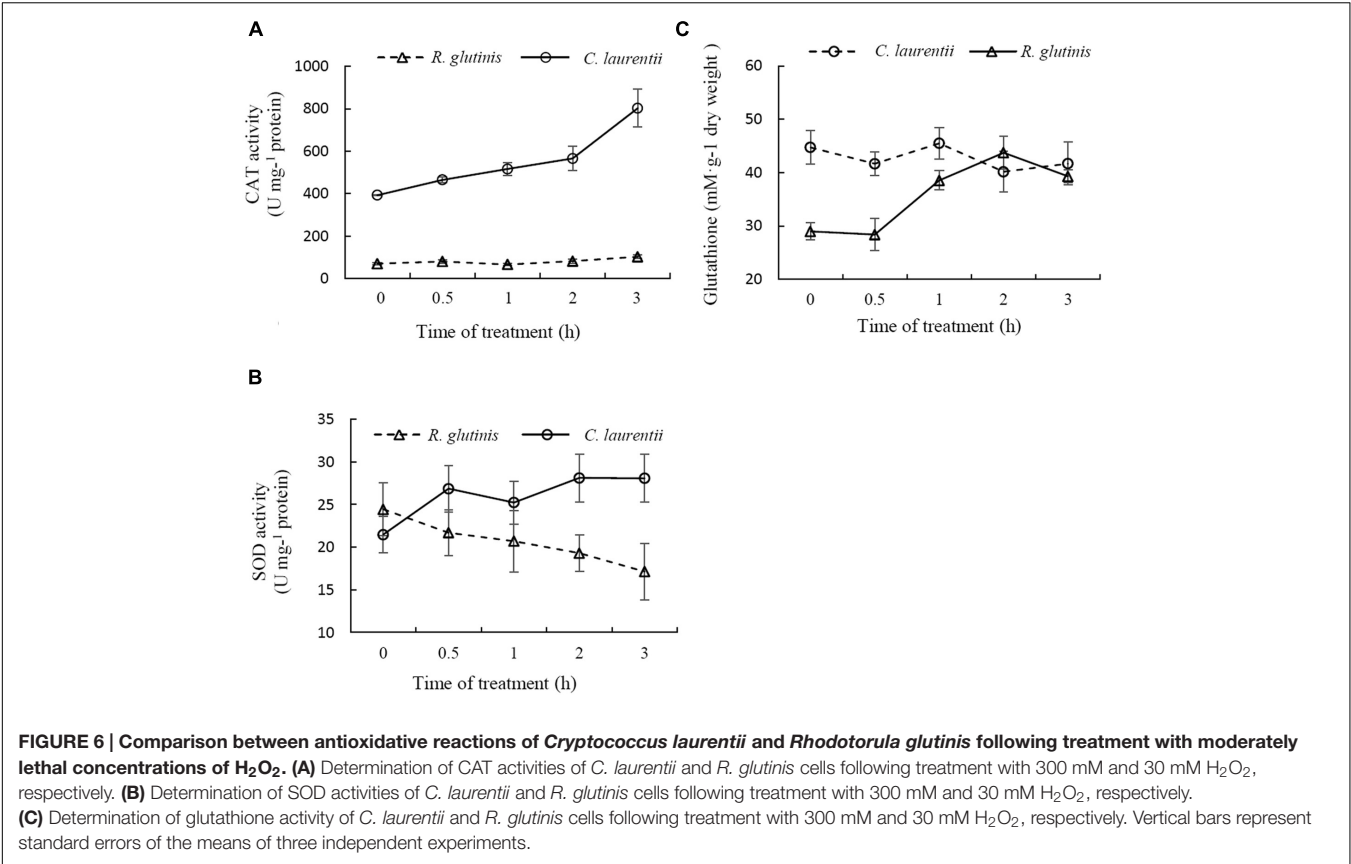 A
R. glutinis C. laurentii
1000
800
600
400
200
0
CAT activity
(U mg-¹ protein)
0 0.5 1 2 3
Time of treatment (h)
C
C. laurentii R. glutinis
60
50
40
30
20
Glutathione (mM·g-1 dry weight )
0 0.5 1 2 3
Time of treatment (h)
B
R. glutinis C. laurentii
35
30
25
20
15
10
SOD activity
(U mg-¹ protein)
0 0.5 1 2 3
Time of treatment (h)
FIGURE 6 | Comparison between antioxidative reactions of Cryptococcus laurentii and Rhodotorula glutinis following treatment with moderately
lethal concentrations of H₂O₂. (A) Determination of CAT activities of C. laurentii and R. glutinis cells following treatment with 300 mM and 30 mM H₂O₂,
respectively. (B) Determination of SOD activities of C. laurentii and R. glutinis cells following treatment with 300 mM and 30 mM H₂O₂, respectively.
(C) Determination of glutathione activity of C. laurentii and R. glutinis cells following treatment with 300 mM and 30 mM H₂O₂, respectively. Vertical bars represent
standard errors of the means of three independent experiments.